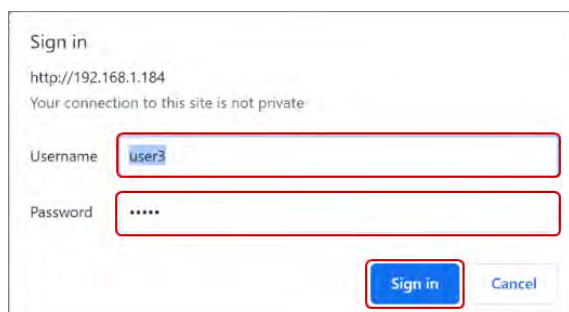 Sign in
http://192.168.1.184
Your connection to this site is not private
Username user3
Password •••••
Sign in Cancel